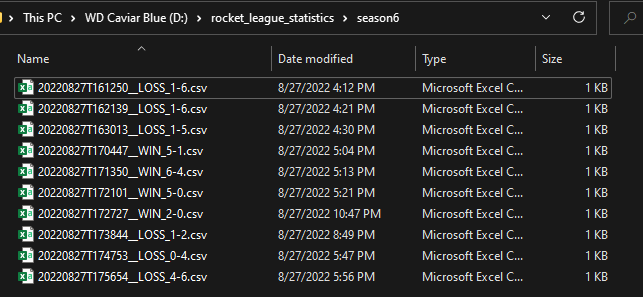 This PC > WD Caviar Blue (D:) > rocket_league_statistics > season6
Name Date modified Type Size
20220827T161250__LOSS_1-6.csv 8/27/2022 4:12 PM Microsoft Excel C... 1 KB
20220827T162139__LOSS_1-6.csv 8/27/2022 4:21 PM Microsoft Excel C... 1 KB
20220827T163013__LOSS_1-5.csv 8/27/2022 4:30 PM Microsoft Excel C... 1 KB
20220827T170447__WIN_5-1.csv 8/27/2022 5:04 PM Microsoft Excel C... 1 KB
20220827T171350__WIN_6-4.csv 8/27/2022 5:13 PM Microsoft Excel C... 1 KB
20220827T172101__WIN_5-0.csv 8/27/2022 5:21 PM Microsoft Excel C... 1 KB
20220827T172727__WIN_2-0.csv 8/27/2022 10:47 PM Microsoft Excel C... 1 KB
20220827T173844__LOSS_1-2.csv 8/27/2022 8:49 PM Microsoft Excel C... 1 KB
20220827T174753__LOSS_0-4.csv 8/27/2022 5:47 PM Microsoft Excel C... 1 KB
20220827T175654__LOSS_4-6.csv 8/27/2022 5:56 PM Microsoft Excel C... 1 KB